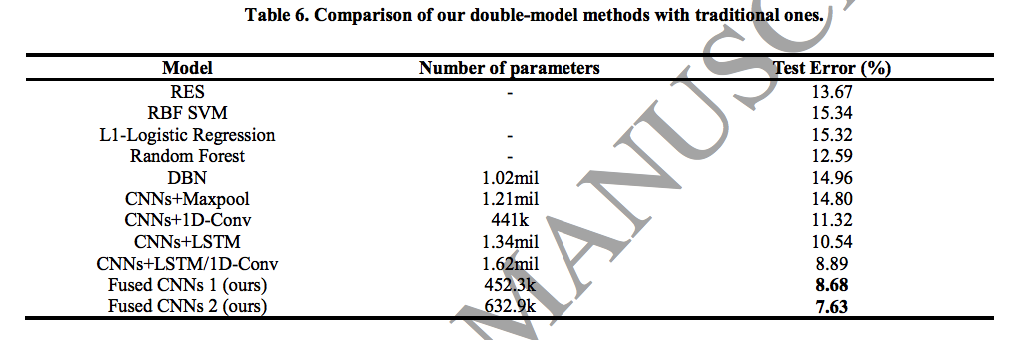 Table 6. Comparison of our double-model methods with traditional ones.
Model Number of parameters Test Error (%)
RES - 13.67
RBF SVM 15.34
L1-Logistic Regression - 15.32
Random Forest - 12.59
DBN 1.02mil 14.96
CNNs+Maxpool 1.21mil 14.80
CNNs+1D-Conv 441k 11.32
CNNs+LSTM 1.34mil 10.54
CNNs+LSTM/1D-Conv 1.62mil 8.89
Fused CNNs 1 (ours) 452.3k 8.68
Fused CNNs 2 (ours) 632.9k 7.63
MANUSC